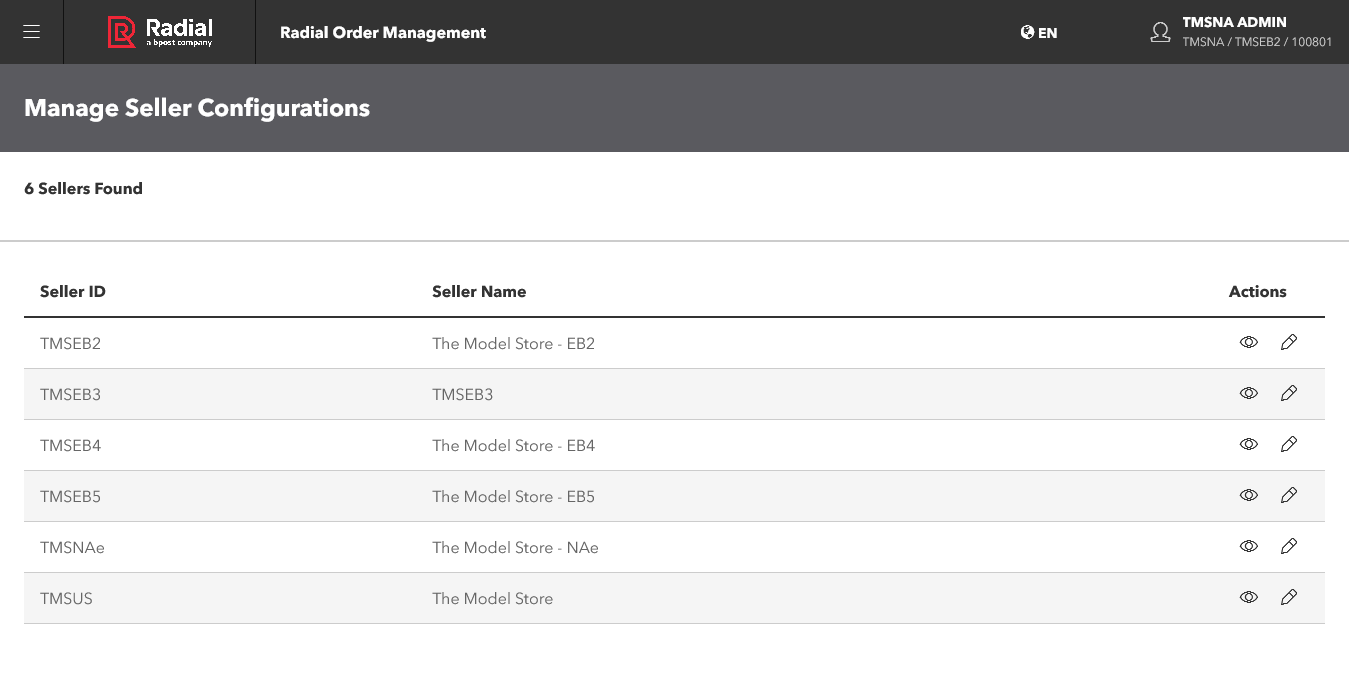 Radial
a bpost company
Radial Order Management
EN
TMSNA ADMIN
TMSNA / TMSEB2 / 100801
Manage Seller Configurations
6 Sellers Found
Seller ID Seller Name Actions
TMSEB2 The Model Store - EB2
TMSEB3 TMSEB3
TMSEB4 The Model Store - EB4
TMSEB5 The Model Store - EB5
TMSNAe The Model Store - NAe
TMSUS The Model Store